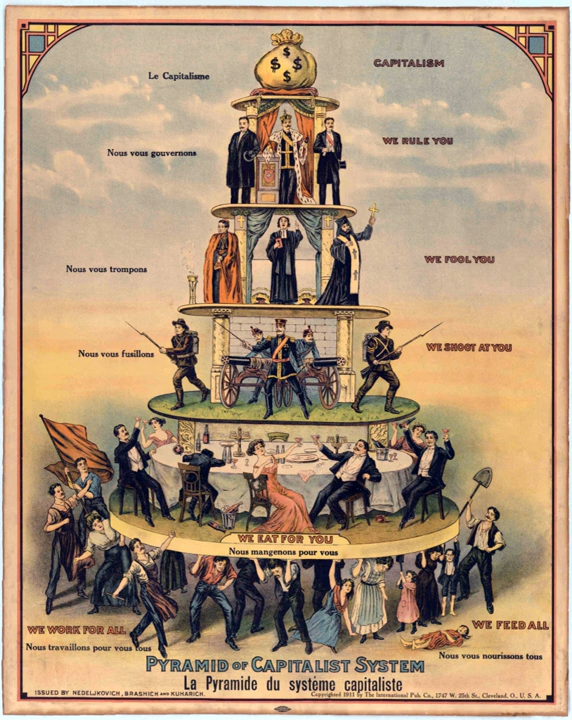 $ $ $ $
Le Capitalisme
CAPITALISM
Nous vous gouvernons
WE RULE YOU
Nous vous trompons
WE FOOL YOU
Nous vous fusillons
WE SHOOT AT YOU
WE EAT FOR YOU
Nous mangenons pour vous
WE WORK FOR ALL
WE FEED ALL
Nous travaillons pour vous tous
Nous vous nourissons tous
PYRAMID OF CAPITALIST SYSTEM
La Pyramide du système capitaliste
ISSUED BY NEDELJKOVICH, BRASHICH AND KUHARICH.
Copyrighted 1911 by The International Pub. Co., 1747 W. 25th St., Cleveland, O., U. S. A.